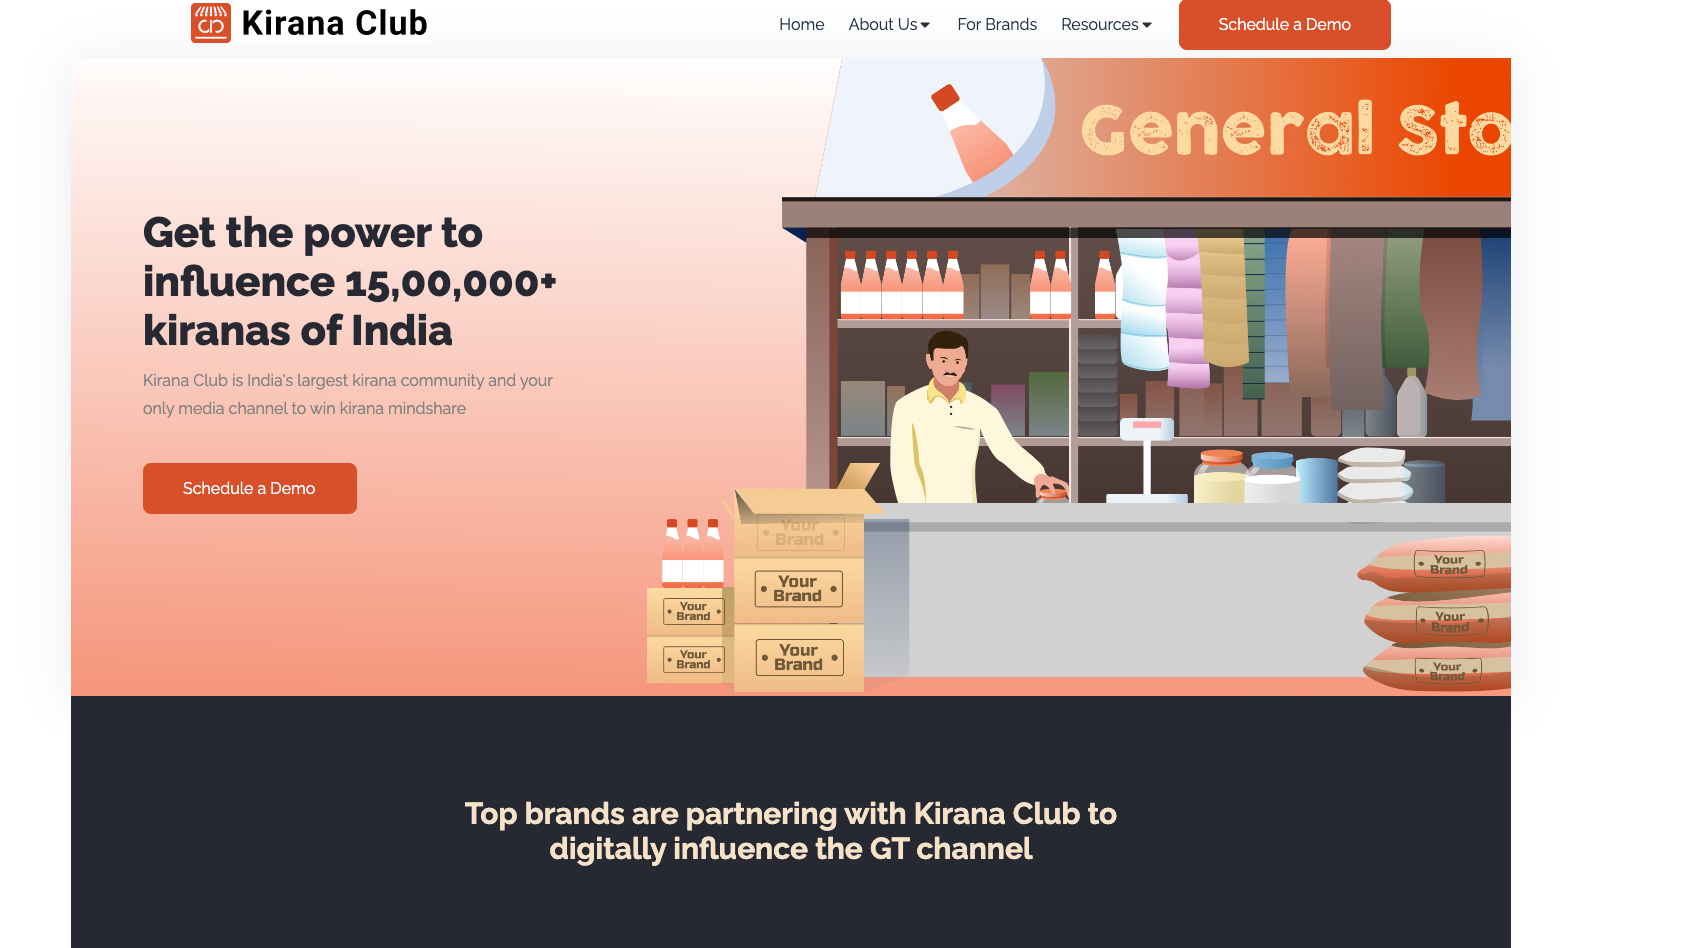 Kirana Club
Home
About Us
For Brands
Resources
Schedule a Demo
General Sto
Get the power to
influence 15,00,000+
kiranas of India
Kirana Club is India's largest kirana community and your
only media channel to win kirana mindshare
Schedule a Demo
Your
Brand
Your
Brand
Your
Brand
Your
Brand
Your
Brand
Your
Brand
Your
Brand
Your
Brand
Top brands are partnering with Kirana Club to
digitally influence the GT channel